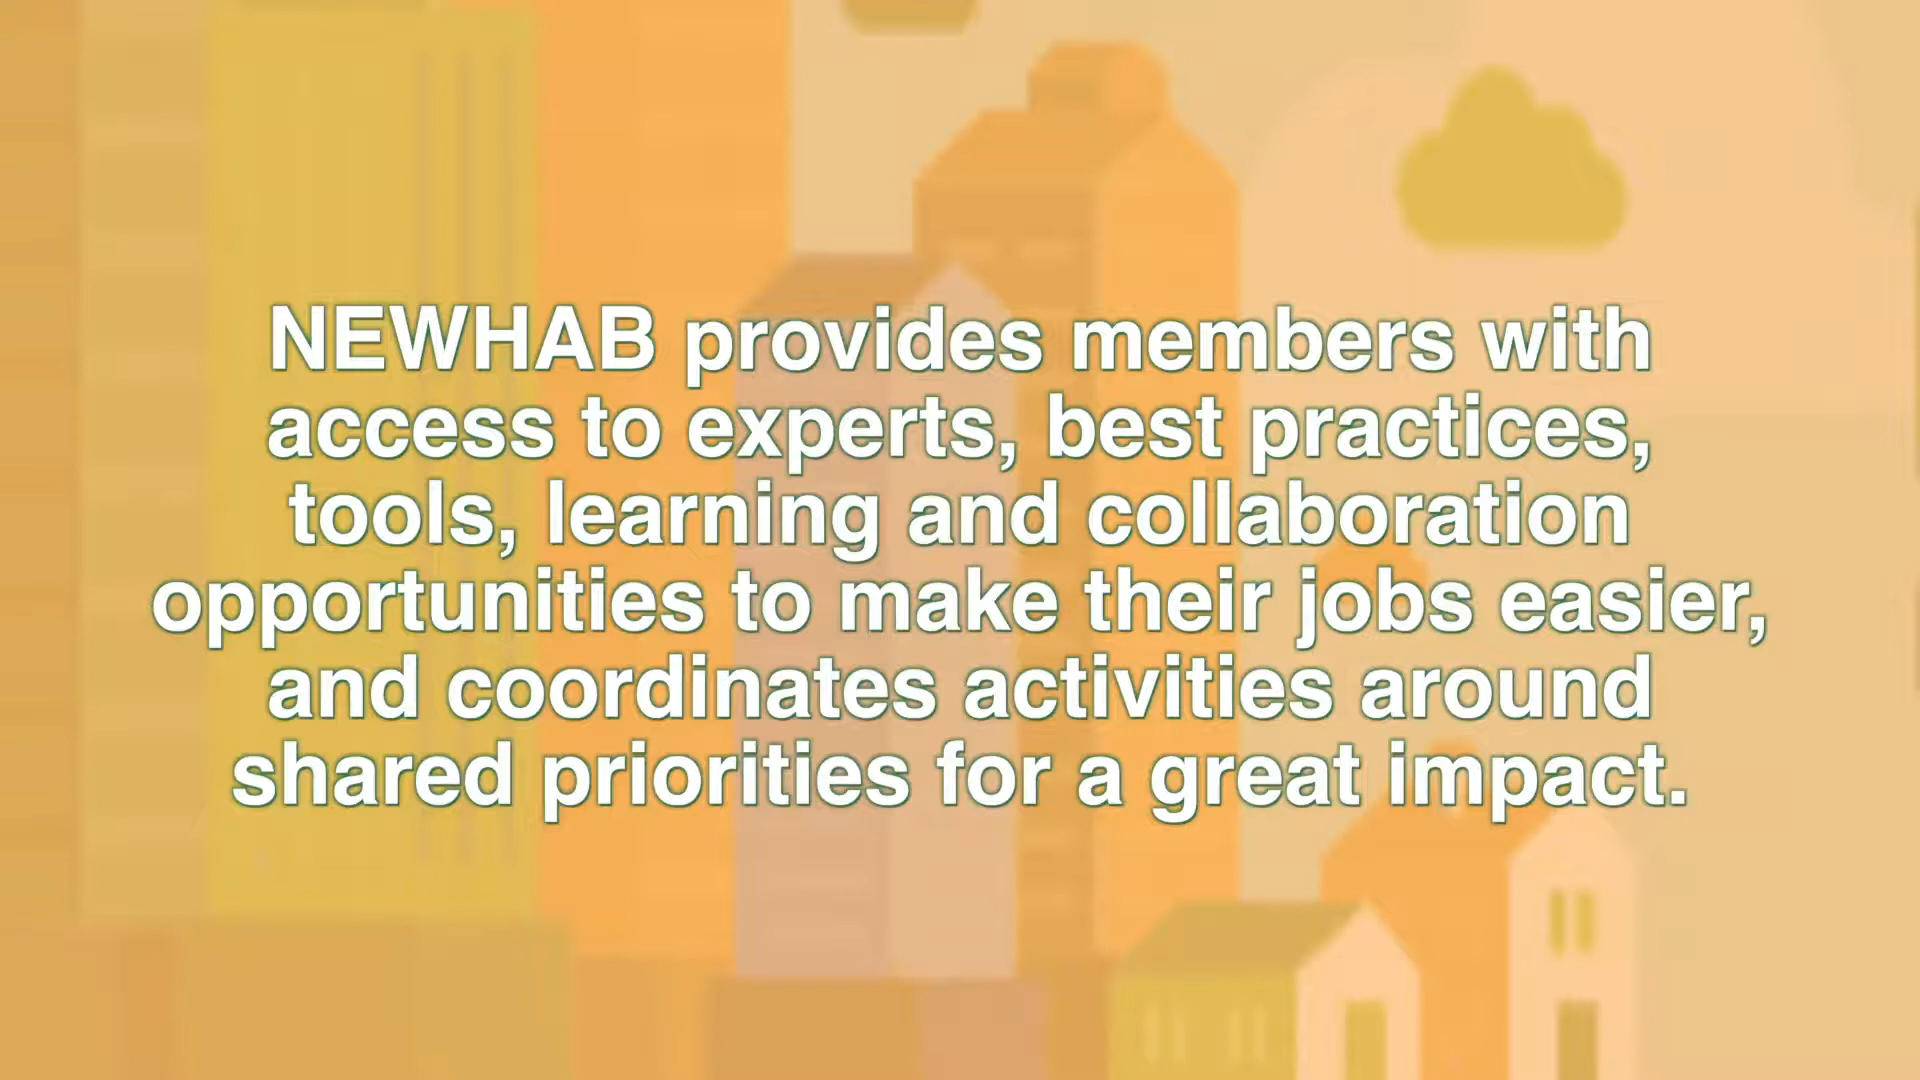 NEWHAB provides members with
access to experts, best practices,
tools, learning and collaboration
opportunities to make their jobs easier,
and coordinates activities around
shared priorities for a great impact.